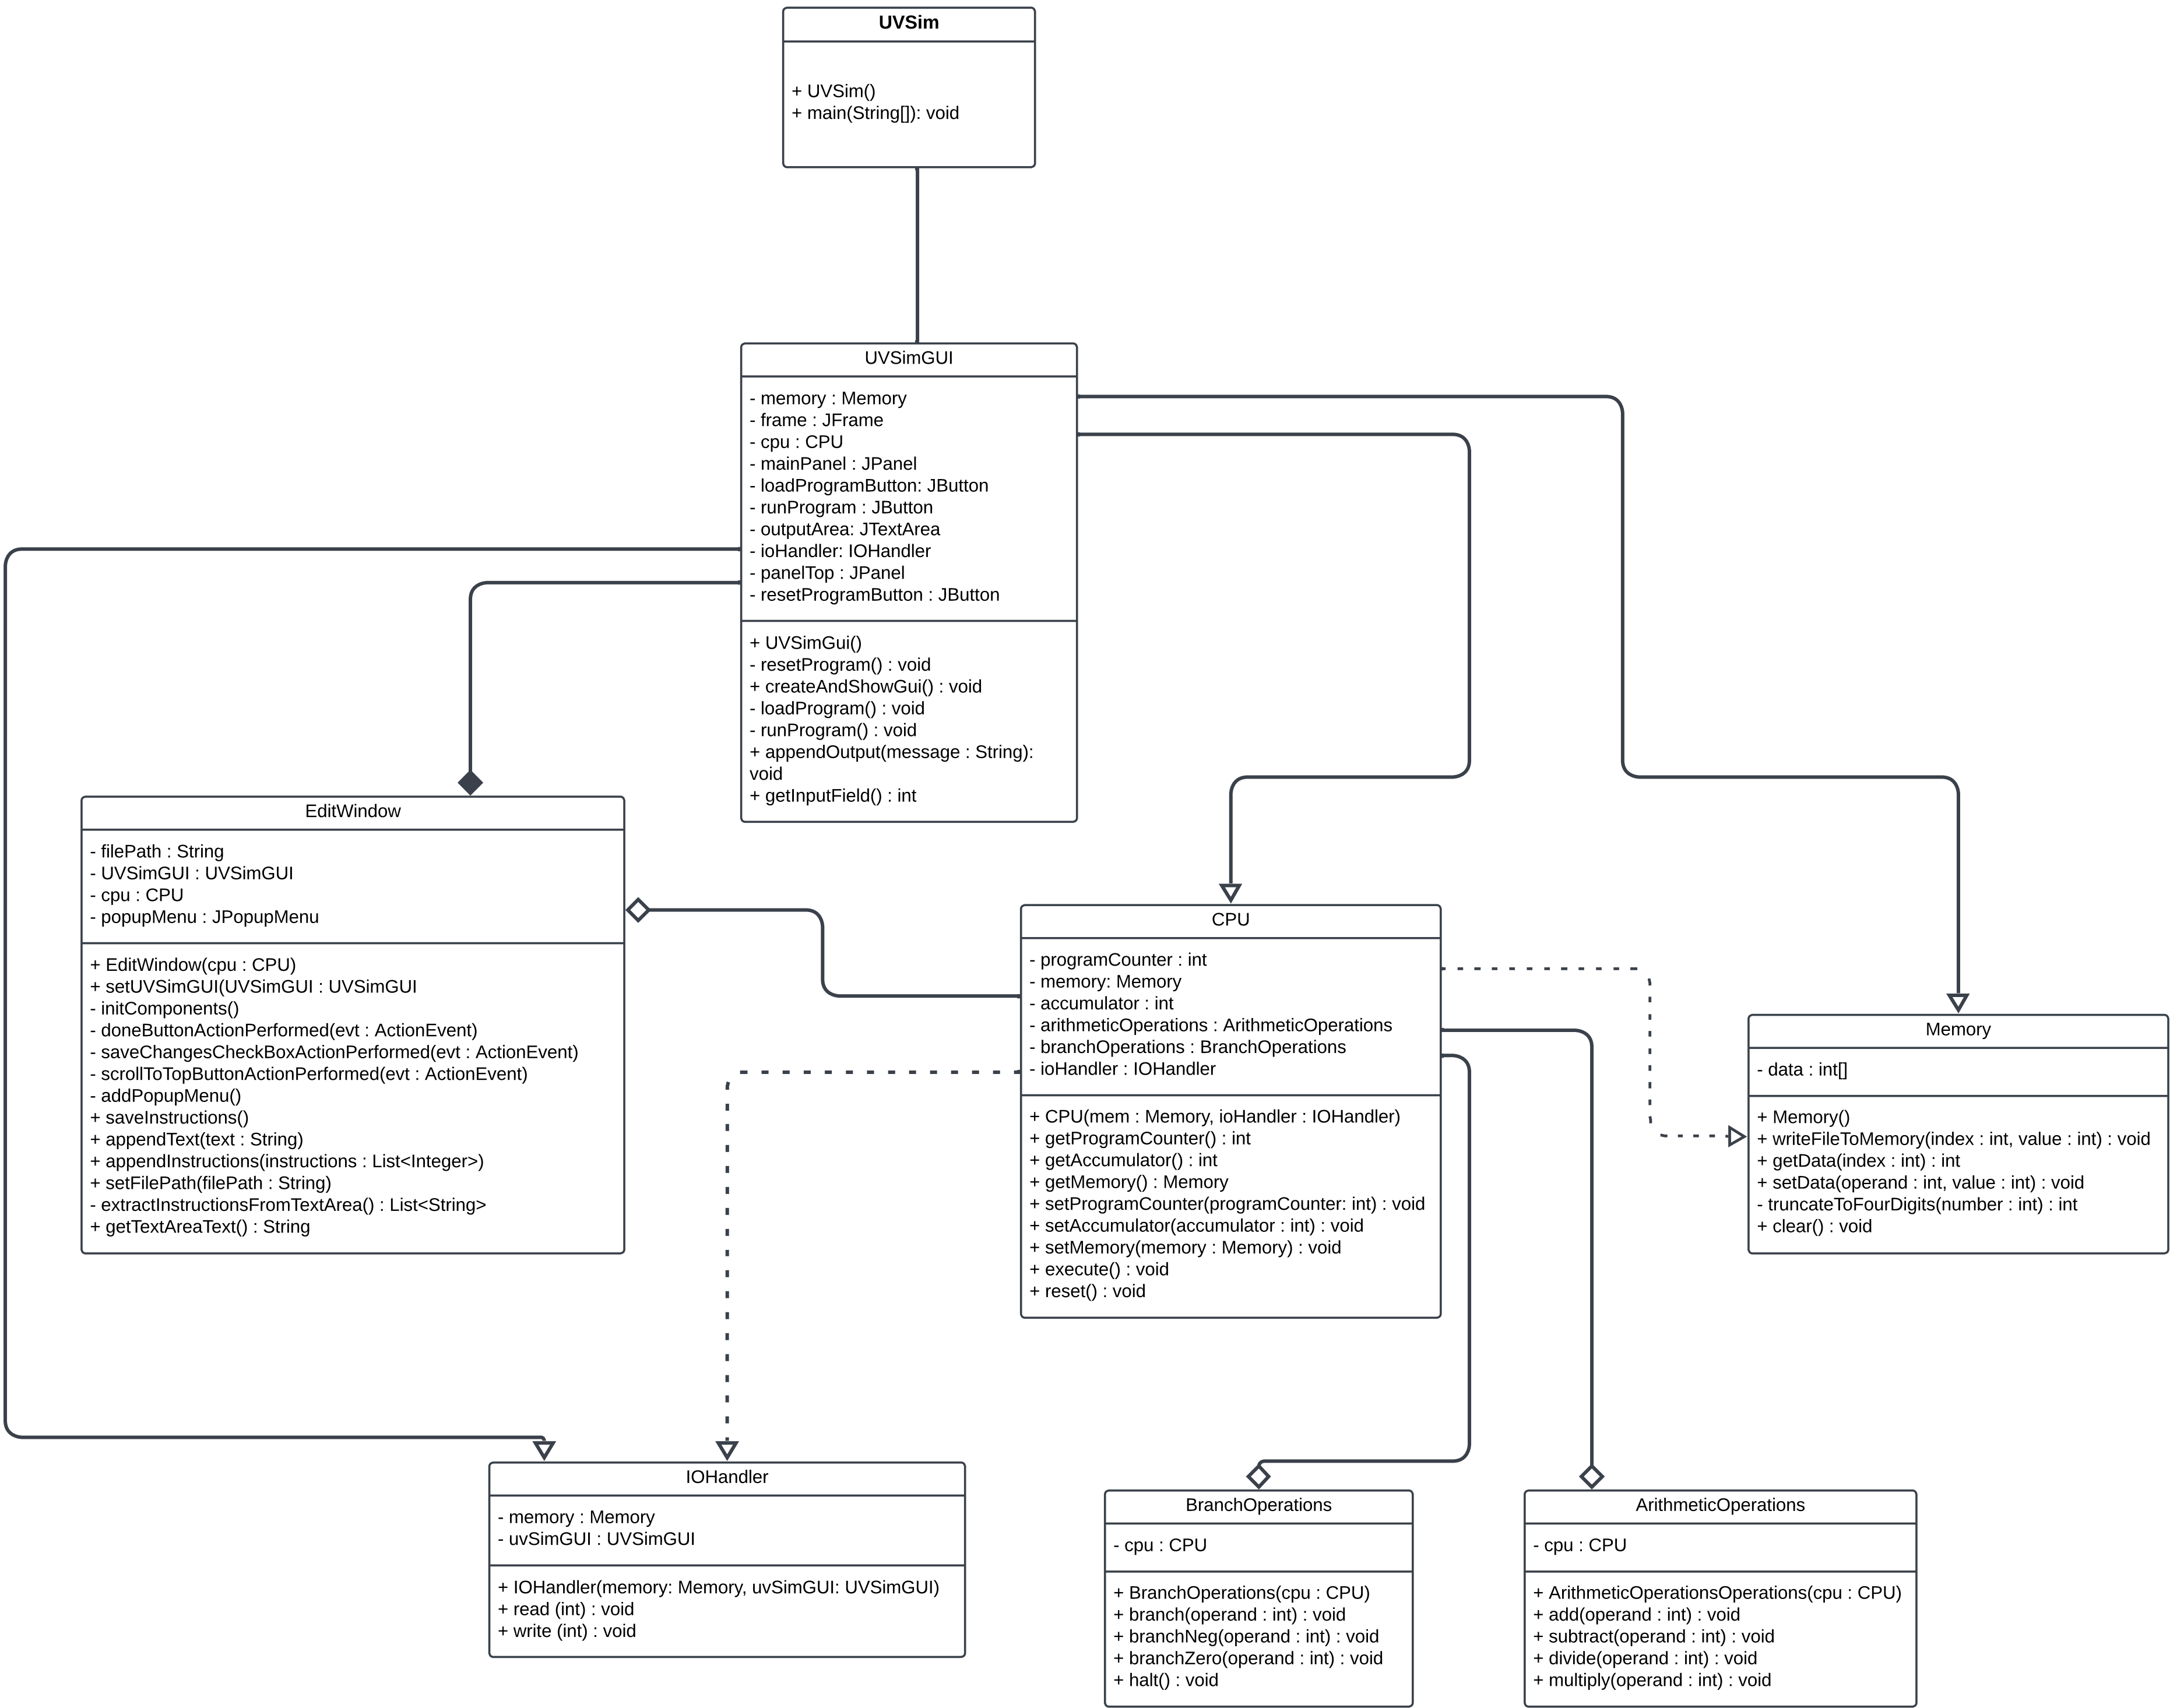 UVSim
+ UVSim()
+ main(String[]): void
UVSimGUI
- memory : Memory
- frame : JFrame
- cpu : CPU
- mainPanel : JPanel
- loadProgramButton: JButton
- runProgram : JButton
- outputArea: JTextArea
- ioHandler: IOHandler
- panelTop : JPanel
- resetProgramButton : JButton
+ UVSimGui()
- resetProgram() : void
+ createAndShowGui() : void
- loadProgram() : void
- runProgram() : void
+ appendOutput(message : String):
void
+ getInputField() : int
EditWindow
- filePath : String
- UVSimGUI : UVSimGUI
- cpu : CPU
- popupMenu : JPopupMenu
+ EditWindow(cpu : CPU)
+ setUVSimGUI(UVSimGUI : UVSimGUI
- initComponents()
- doneButtonActionPerformed(evt : ActionEvent)
- saveChangesCheckBoxActionPerformed(evt : ActionEvent)
- scrollToTopButtonActionPerformed(evt : ActionEvent)
- addPopupMenu()
+ saveInstructions()
+ appendText(text : String)
+ appendInstructions(instructions : List<Integer>)
+ setFilePath(filePath : String)
- extractInstructionsFromTextArea() : List<String>
+ getTextAreaText() : String
CPU
- programCounter : int
- memory: Memory
- accumulator : int
- arithmeticOperations : ArithmeticOperations
- branchOperations : BranchOperations
- ioHandler : IOHandler
+ CPU(mem : Memory, ioHandler : IOHandler)
+ getProgramCounter() : int
+ getAccumulator() : int
+ getMemory() : Memory
+ setProgramCounter(programCounter: int) : void
+ setAccumulator(accumulator : int) : void
+ setMemory(memory : Memory) : void
+ execute() : void
+ reset() : void
Memory
- data : int[]
+ Memory()
+ writeFileToMemory(index : int, value : int) : void
+ getData(index : int) : int
+ setData(operand : int, value : int) : void
- truncateToFourDigits(number : int) : int
+ clear() : void
IOHandler
- memory : Memory
- uvSimGUI : UVSimGUI
+ IOHandler(memory: Memory, uvSimGUI: UVSimGUI)
+ read (int) : void
+ write (int) : void
BranchOperations
- cpu : CPU
+ BranchOperations(cpu : CPU)
+ branch(operand : int) : void
+ branchNeg(operand : int) : void
+ branchZero(operand : int) : void
+ halt() : void
ArithmeticOperations
- cpu : CPU
+ ArithmeticOperationsOperations(cpu : CPU)
+ add(operand : int) : void
+ subtract(operand : int) : void
+ divide(operand : int) : void
+ multiply(operand : int) : void